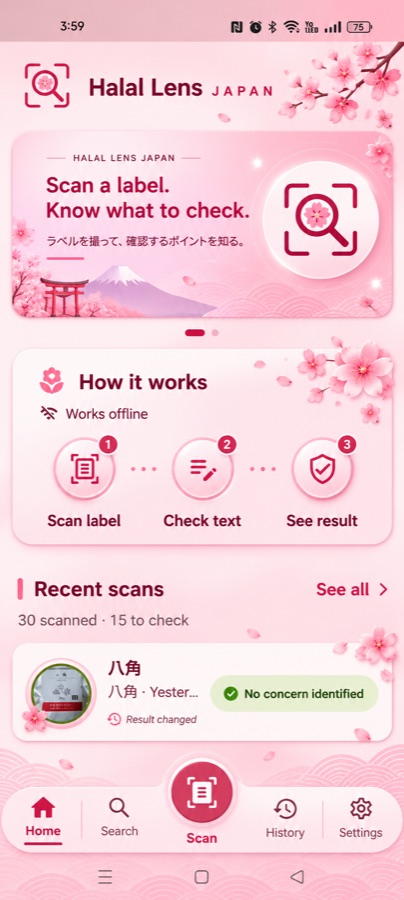 3:59
Yo
LTED
75
Halal Lens JAPAN
HALAL LENS JAPAN
Scan a label.
Know what to check.
ラベルを撮って、確認するポイントを知る。
How it works
Works offline
1
2
3
Scan label
Check text
See result
Recent scans
See all
30 scanned · 15 to check
八角
八角 · Yester...
No concern identified
Result changed
Home
Search
Scan
History
Settings